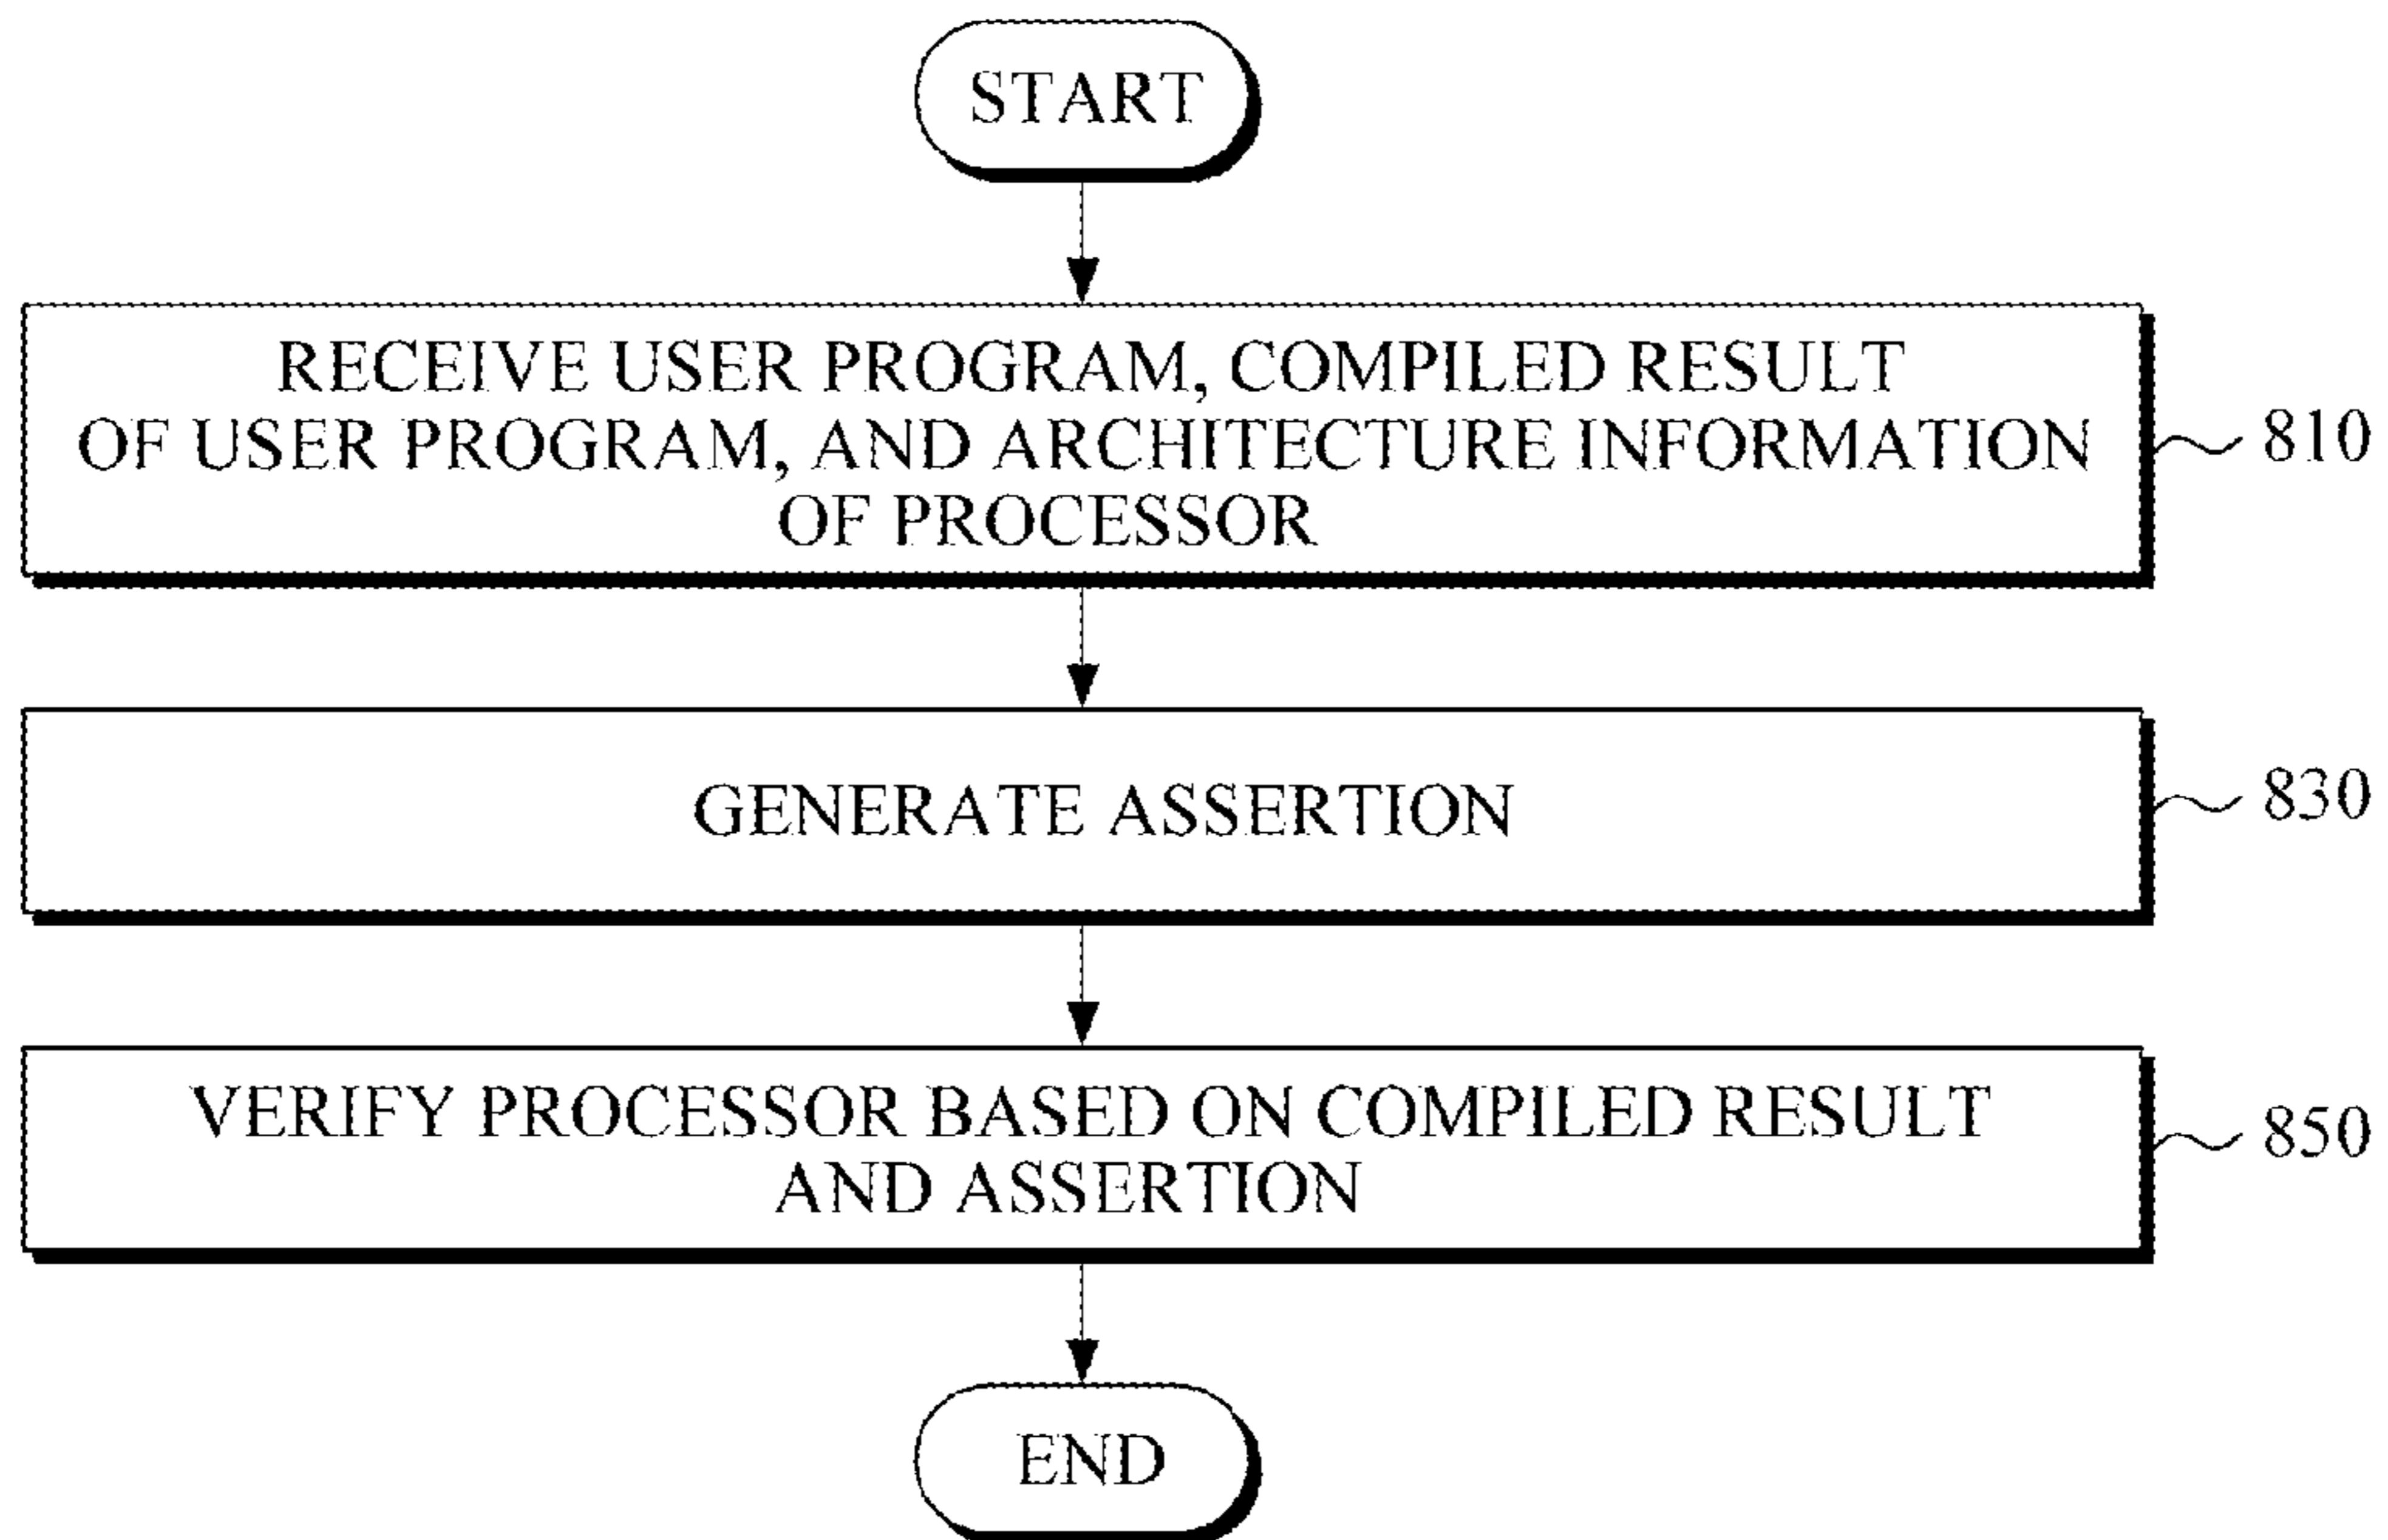 START
RECEIVE USER PROGRAM, COMPILED RESULT
OF USER PROGRAM, AND ARCHITECTURE INFORMATION
OF PROCESSOR
810
GENERATE ASSERTION
830
VERIFY PROCESSOR BASED ON COMPILED RESULT
AND ASSERTION
850
END